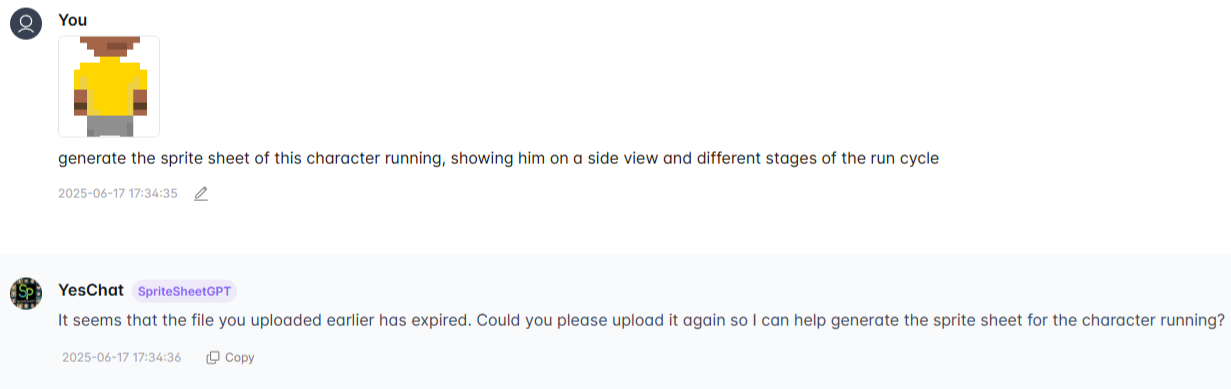 You
generate the sprite sheet of this character running, showing him on a side view and different stages of the run cycle
2025-06-17 17:34:35
Sp
YesChat SpriteSheetGPT
It seems that the file you uploaded earlier has expired. Could you please upload it again so I can help generate the sprite sheet for the character running?
2025-06-17 17:34:36 Copy